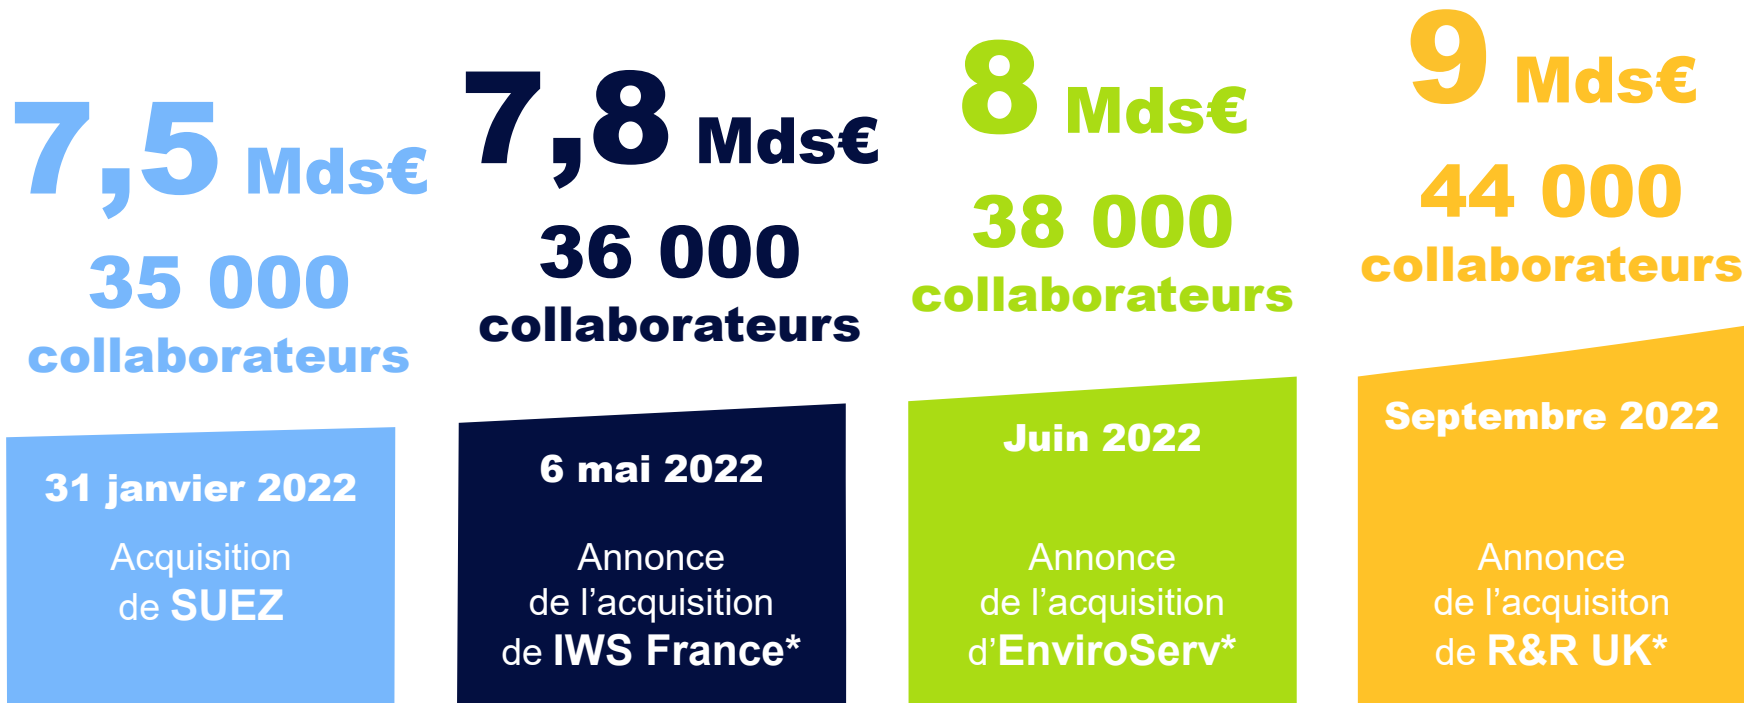 7,5 Mds€
35 000
collaborateurs
31 janvier 2022
Acquisition
de SUEZ
7,8 Mds€
36 000
collaborateurs
6 mai 2022
Annonce
de l’acquisition
de IWS France*
8 Mds€
38 000
collaborateurs
Juin 2022
Annonce
de l’acquisition
d’EnviroServ*
9 Mds€
44 000
collaborateurs
Septembre 2022
Annonce
de l’acquisiton
de R&R UK*